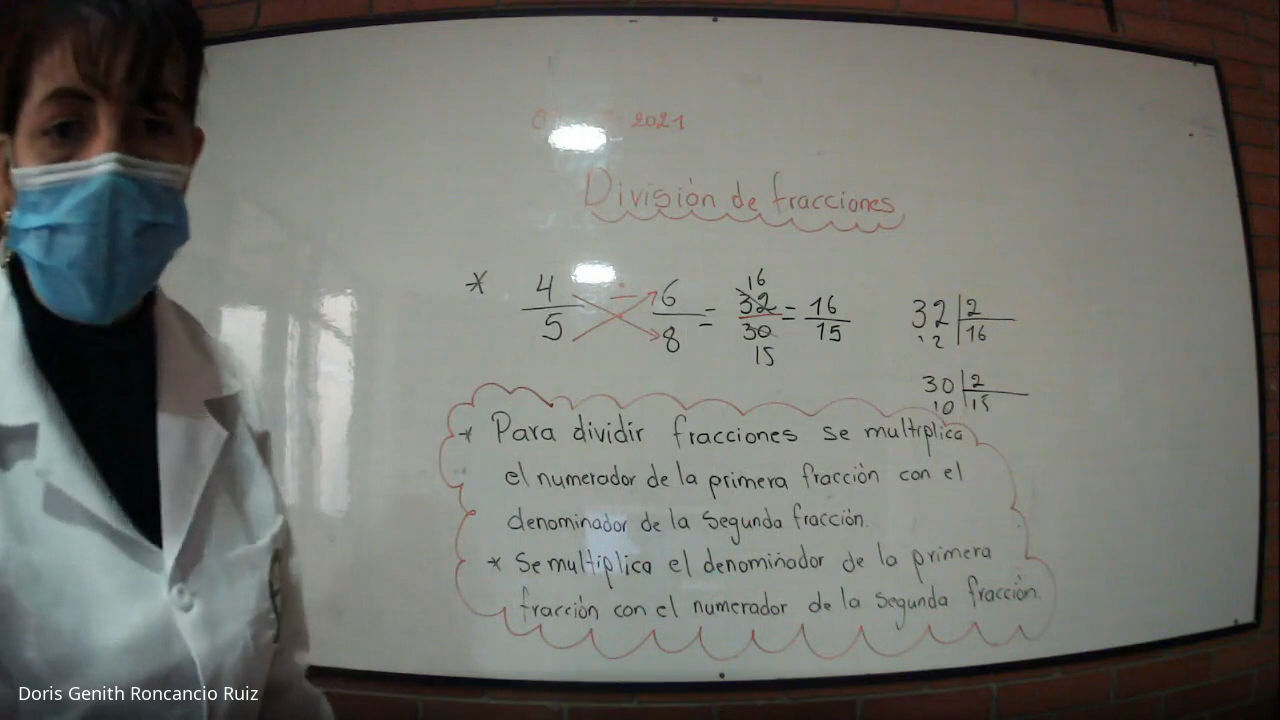 2021
División de fracciones
* 4/5 ÷ 6/8 = 32/30 = 16/15
16
15
32 |2
12 16
30 |2
10 15
* Para dividir fracciones se multiplica
el numerador de la primera fracción con el
denominador de la segunda fracción.
* Se multiplica el denominador de la primera
fracción con el numerador de la segunda fracción.
Doris Genith Roncancio Ruiz